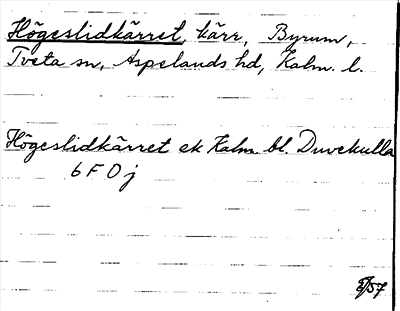 Högeslidkärret, kärr, Byrum,
Tveta sn, Aspelands hd, Kalm. l.
Högeslidkärret ek Kalm bl. Duvekulla
6 F 0 j